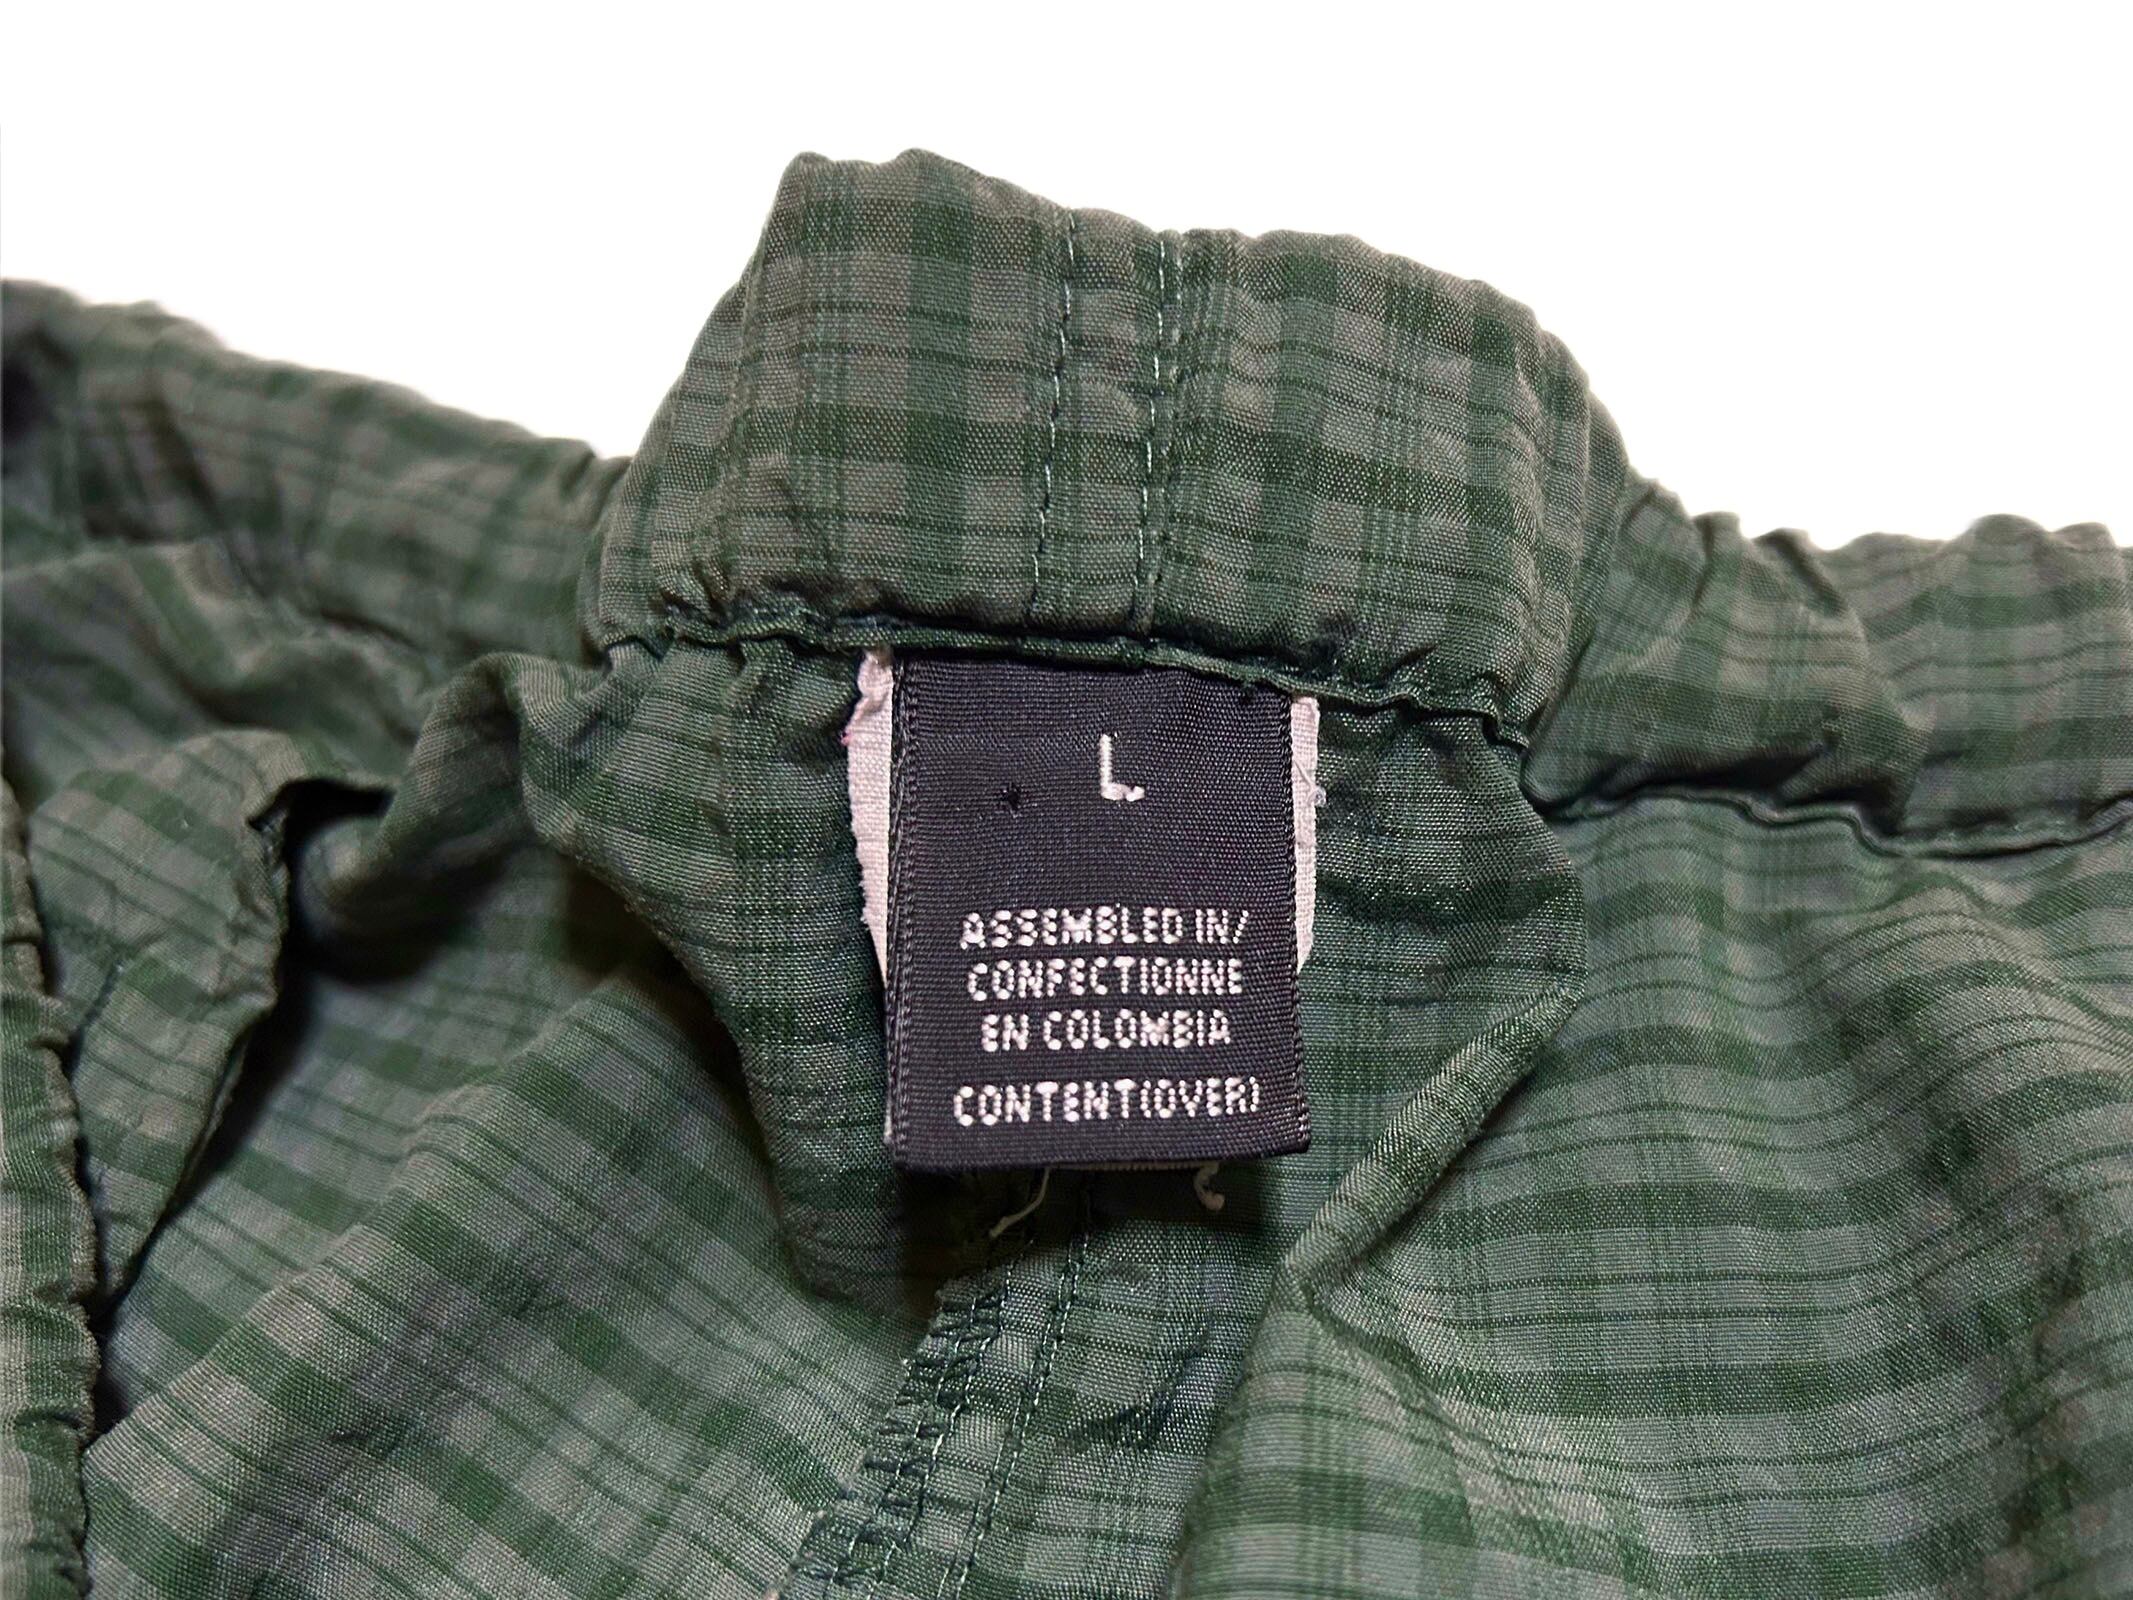 L
ASSEMBLED IN/
CONFECTIONNE
EN COLOMBIA
CONTENT(OVER)